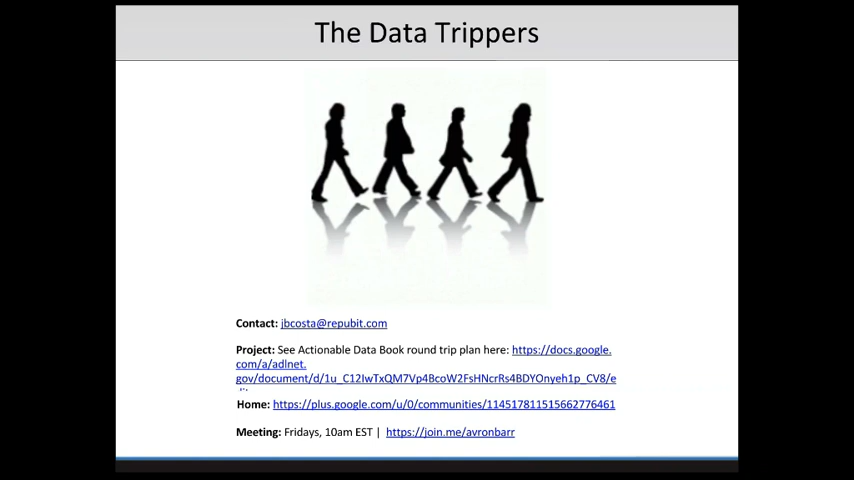 The Data Trippers
Contact: jbcosta@repubit.com
Project: See Actionable Data Book round trip plan here: https://docs.google.
com/a/adlnet.
gov/document/d/1u_C12IwTxQM7Vp4BcoW2FsHNcrRs4BDYOnyeh1p_CV8/e
Home: https://plus.google.com/u/0/communities/114517811515662776461
Meeting: Fridays, 10am EST | https://join.me/avronbarr